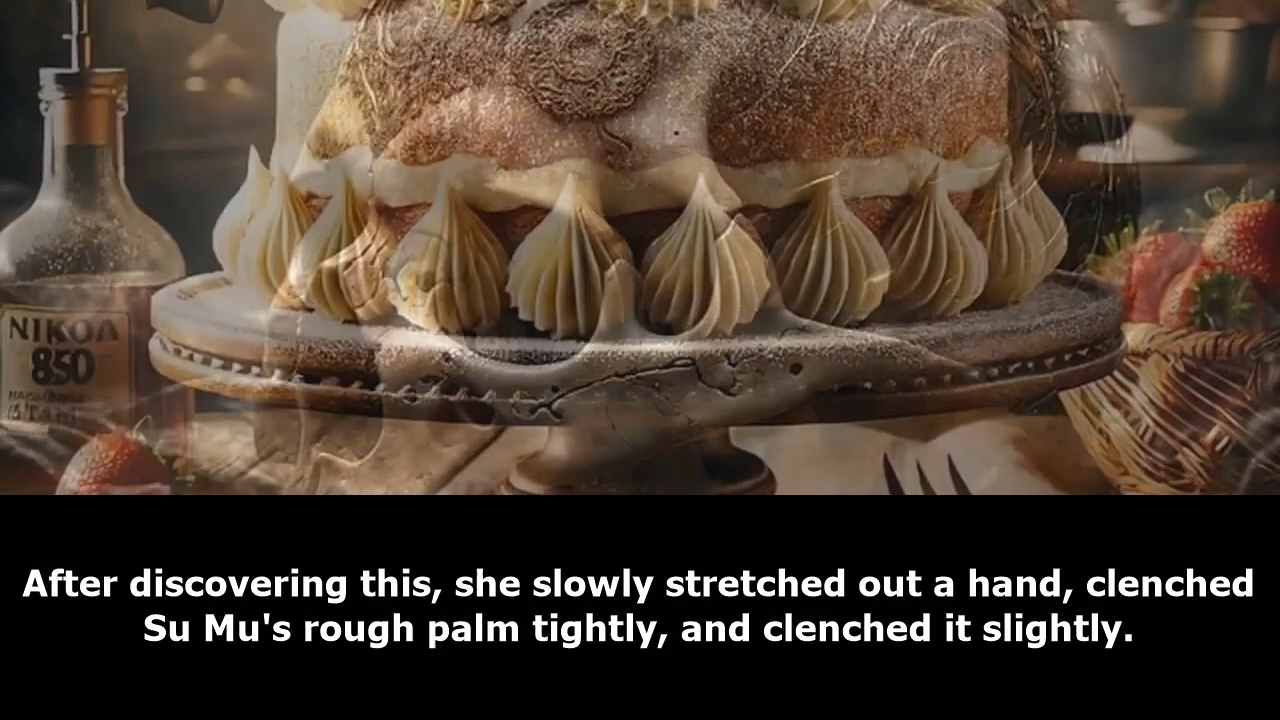 NIKOA
850
After discovering this, she slowly stretched out a hand, clenched
Su Mu's rough palm tightly, and clenched it slightly.